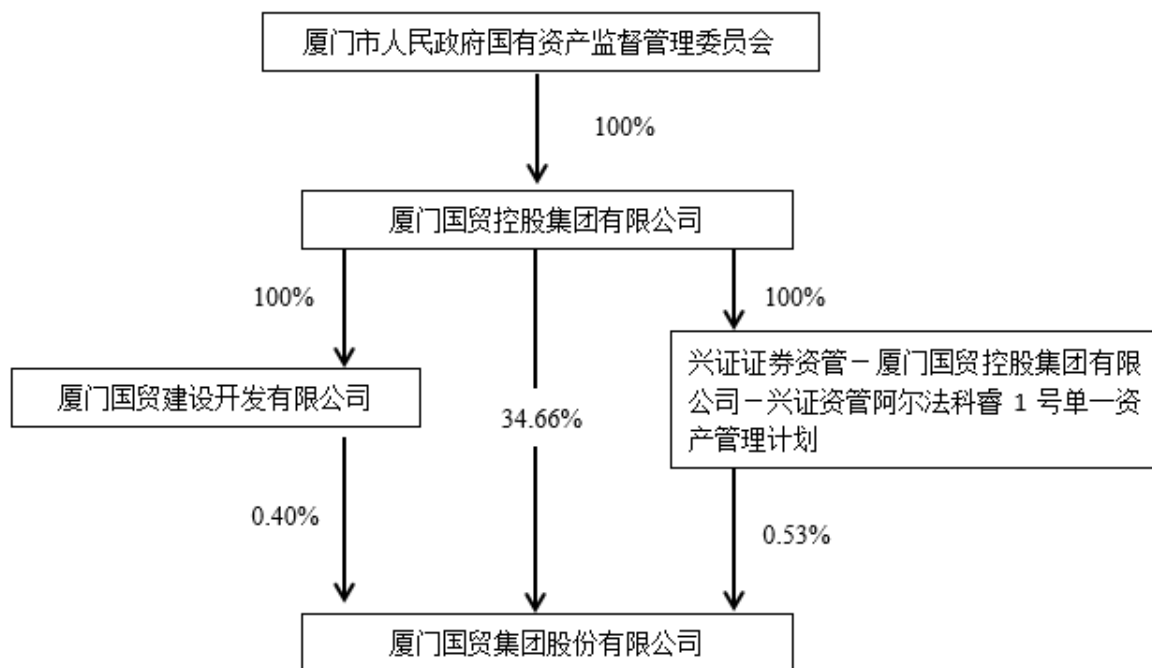 厦门市人民政府国有资产监督管理委员会
100%
厦门国贸控股集团有限公司
100%
100%
厦门国贸建设开发有限公司
34.66%
兴证证券资管－厦门国贸控股集团有限
公司－兴证资管阿尔法科睿 1 号单一资
产管理计划
0.40%
0.53%
厦门国贸集团股份有限公司